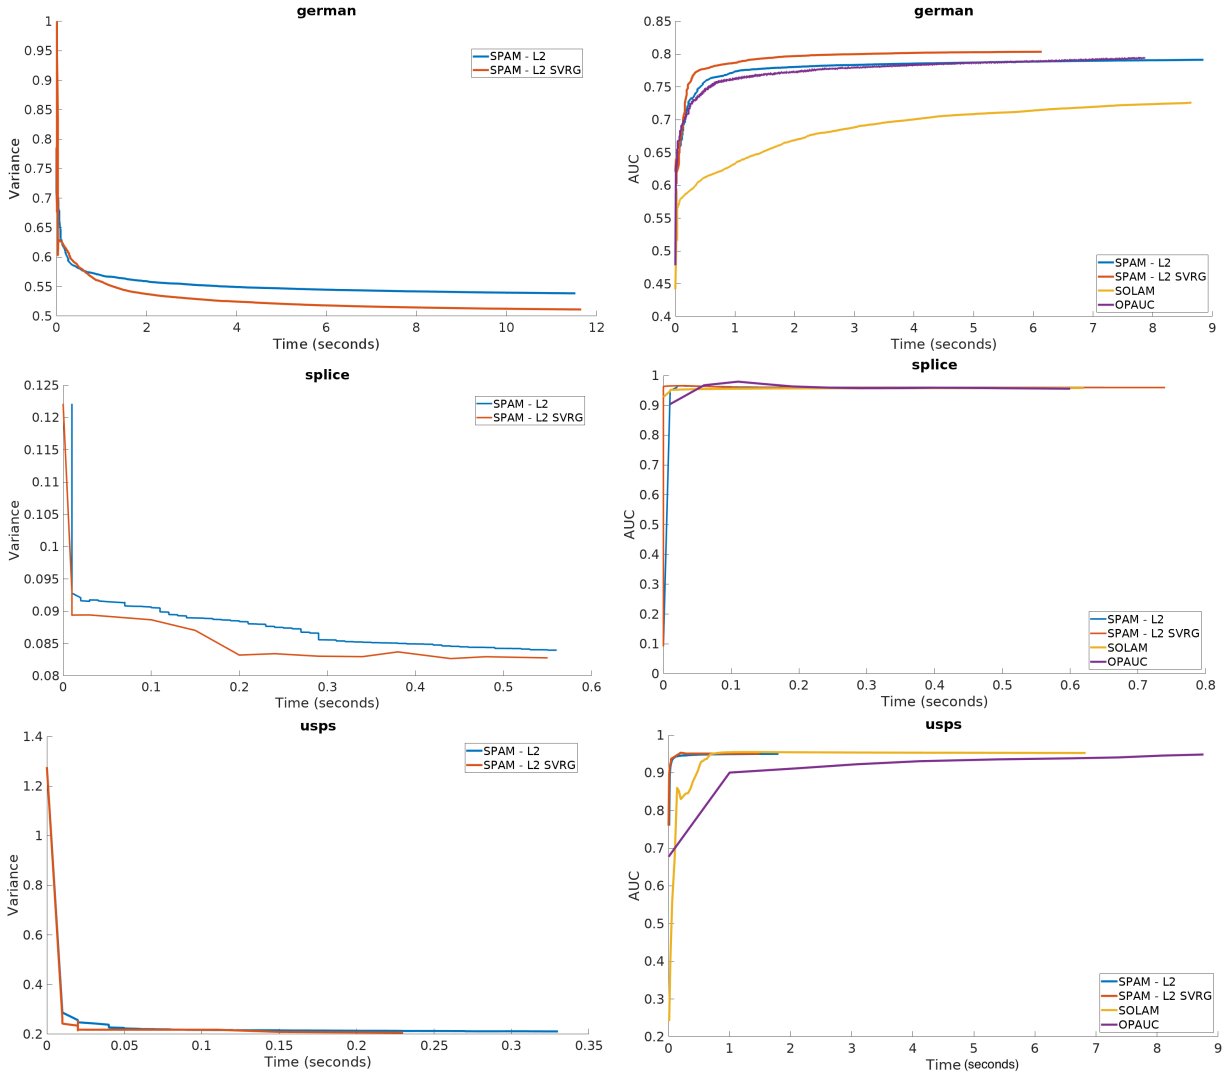 german
1
0.95
0.9
0.85
0.8
0.75
0.7
0.65
0.6
0.55
0.5
0 2 4 6 8 10 12
Variance
Time (seconds)
SPAM - L2
SPAM - L2 SVRG
german
0.85
0.8
0.75
0.7
0.65
0.6
0.55
0.5
0.45
0.4
0 1 2 3 4 5 6 7 8 9
AUC
Time (seconds)
SPAM - L2
SPAM - L2 SVRG
SOLAM
OPAUC
splice
0.125
0.12
0.115
0.11
0.105
0.1
0.095
0.09
0.085
0.08
0 0.1 0.2 0.3 0.4 0.5 0.6
Variance
Time (seconds)
SPAM - L2
SPAM - L2 SVRG
splice
1
0.9
0.8
0.7
0.6
0.5
0.4
0.3
0.2
0.1
0
0 0.1 0.2 0.3 0.4 0.5 0.6 0.7 0.8
AUC
Time (seconds)
SPAM - L2
SPAM - L2 SVRG
SOLAM
OPAUC
usps
1.4
1.2
1
0.8
0.6
0.4
0.2
0 0.05 0.1 0.15 0.2 0.25 0.3 0.35
Variance
Time (seconds)
SPAM - L2
SPAM - L2 SVRG
usps
1
0.9
0.8
0.7
0.6
0.5
0.4
0.3
0.2
0 1 2 3 4 5 6 7 8 9
AUC
Time (seconds)
SPAM - L2
SPAM - L2 SVRG
SOLAM
OPAUC